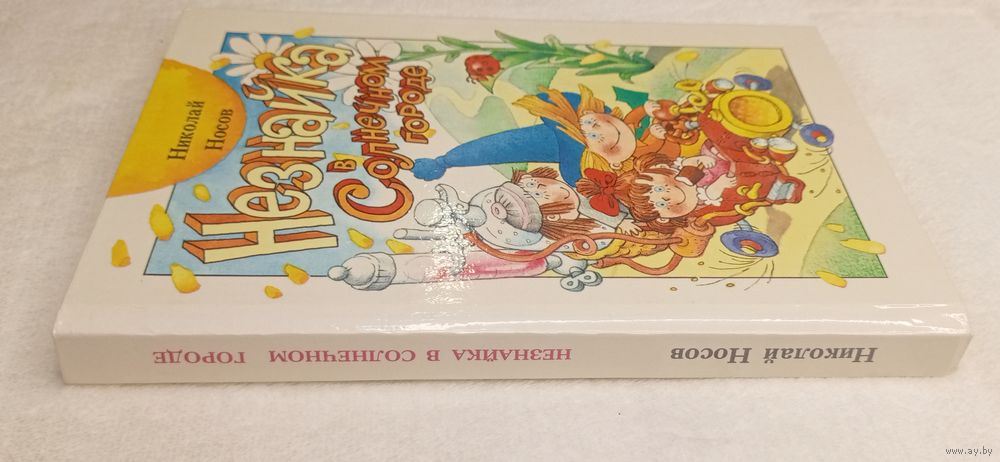 Николай
Носов
Незнайка
в
Солнечном
городе
Николай Носов
НЕЗНАЙКА В СОЛНЕЧНОМ ГОРОДЕ
www.ay.by